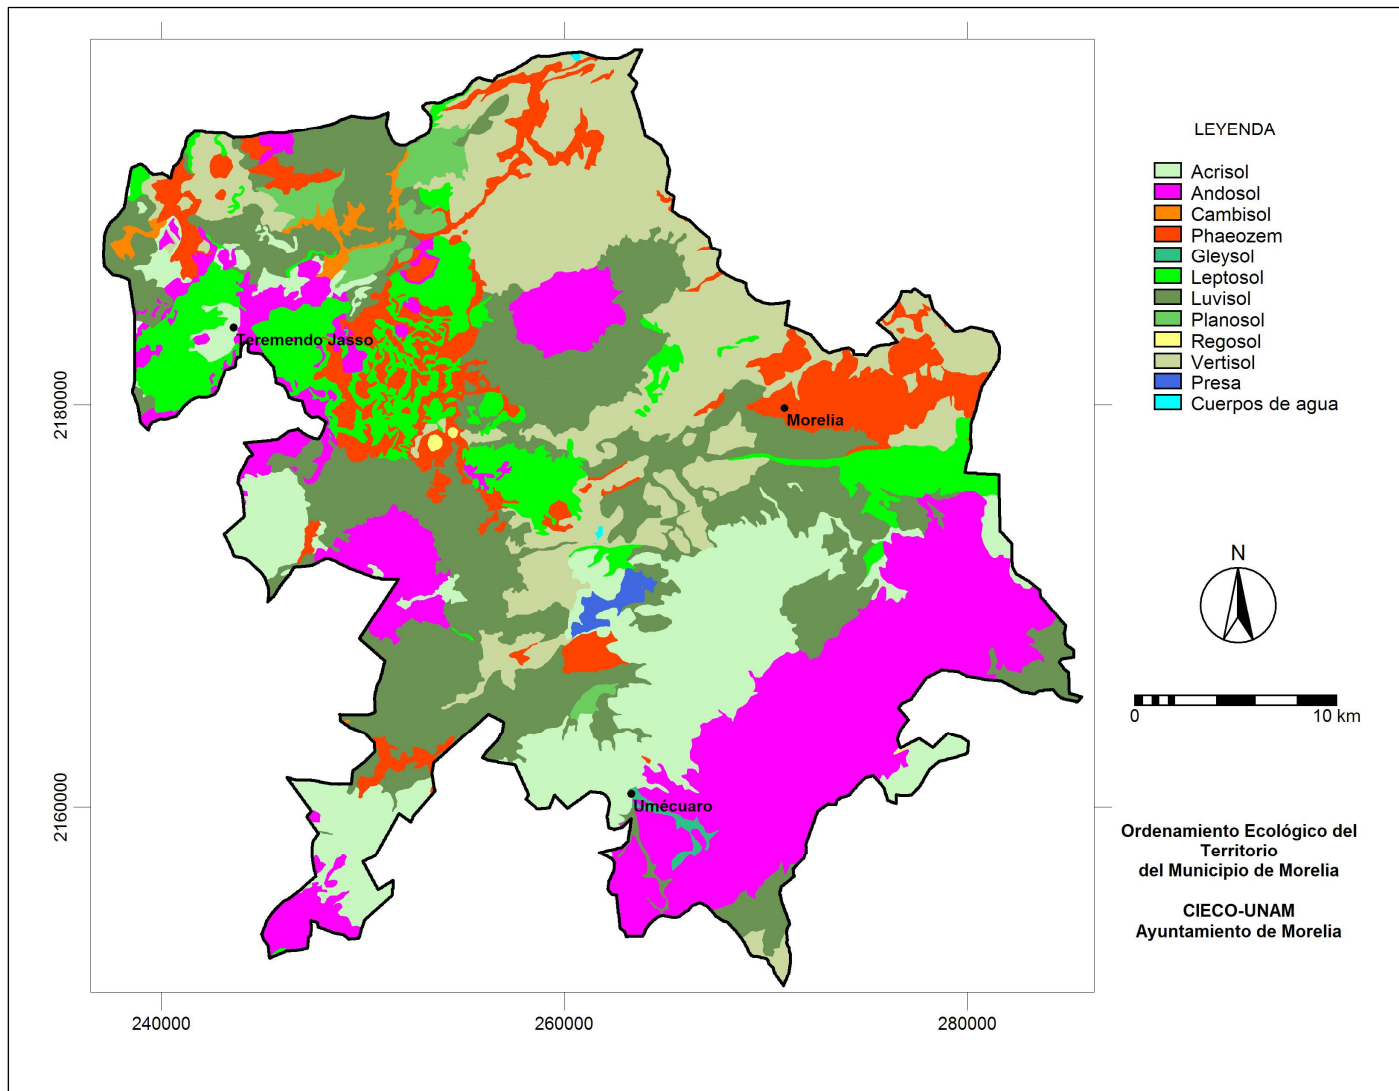 LEYENDA
Acrisol
Andosol
Cambisol
Phaeozem
Gleysol
Leptosol
Luvisol
Planosol
Regosol
Vertisol
Presa
Cuerpos de agua
Teremendo Jasso
Morelia
Umécuaro
N
0 10 km
2180000
2160000
240000 260000 280000
Ordenamiento Ecológico del
Territorio
del Municipio de Morelia
CIECO-UNAM
Ayuntamiento de Morelia